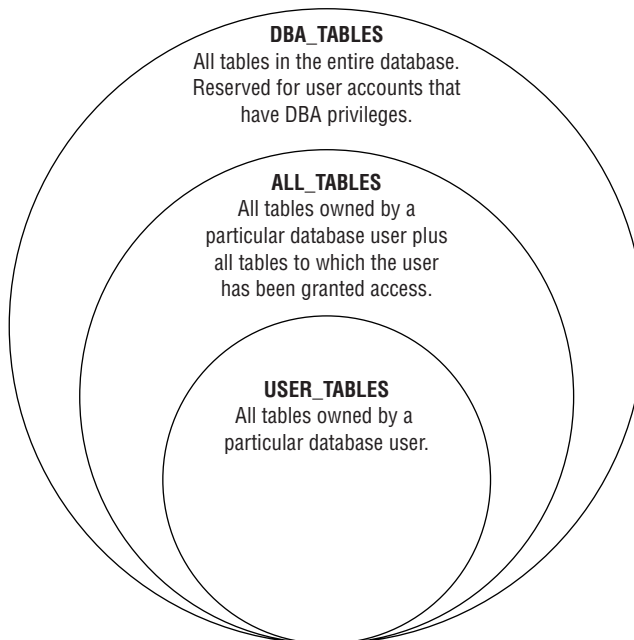 DBA_TABLES
All tables in the entire database.
Reserved for user accounts that
have DBA privileges.
ALL_TABLES
All tables owned by a
particular database user plus
all tables to which the user
has been granted access.
USER_TABLES
All tables owned by a
particular database user.